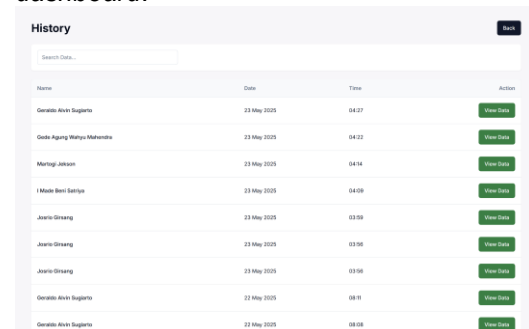 dashboard.
History Back
Search Data...
Name Date Time Action
Geraldo Alvin Sugiarto 23 May 2025 04:27 View Data
Gede Agung Wahyu Mahendra 23 May 2025 04:22 View Data
Martogi Jekson 23 May 2025 04:14 View Data
I Made Beni Satriya 23 May 2025 04:09 View Data
Josrio Girsang 23 May 2025 03:59 View Data
Josrio Girsang 23 May 2025 03:56 View Data
Josrio Girsang 23 May 2025 03:56 View Data
Geraldo Alvin Sugiarto 22 May 2025 08:11 View Data
Geraldo Alvin Sugiarto 22 May 2025 08:08 View Data